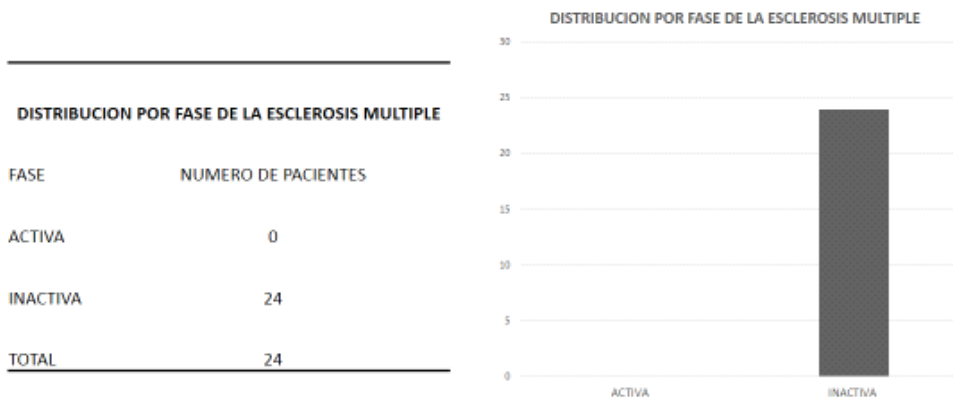 DISTRIBUCION POR FASE DE LA ESCLEROSIS MULTIPLE
FASE NUMERO DE PACIENTES
ACTIVA 0
INACTIVA 24
TOTAL 24
DISTRIBUCION POR FASE DE LA ESCLEROSIS MULTIPLE
30
25
20
15
10
5
0
ACTIVA INACTIVA